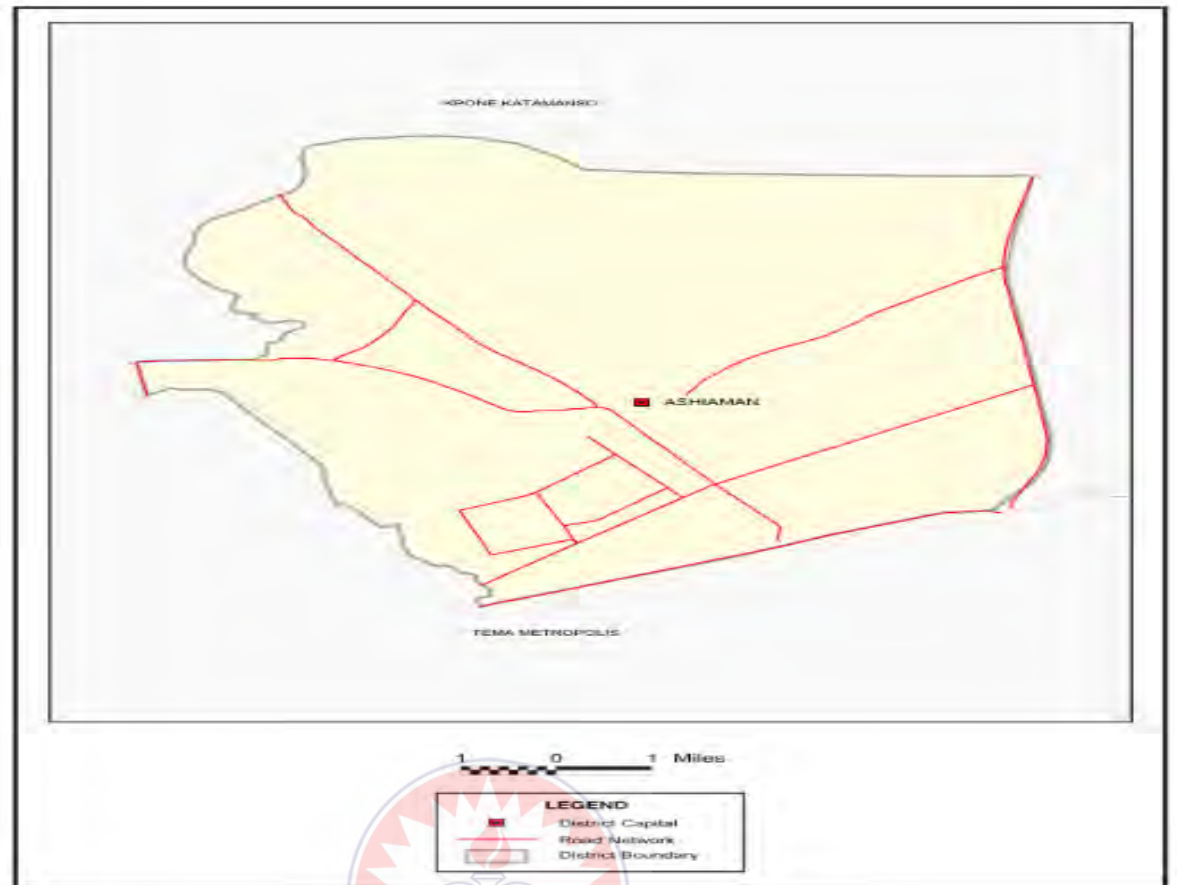 KPONE KATAMANSO
ASHIAMAN
TEMA METROPOLIS
1 0 1 Miles
LEGEND
District Capital
Road Network
District Boundary